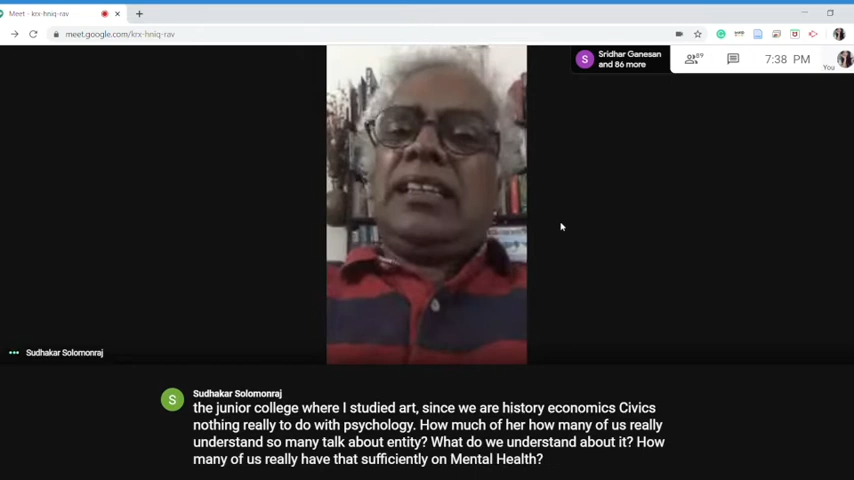 Meet - krx-hniq-rav
meet.google.com/krx-hniq-rav
S
Sridhar Ganesan
and 86 more
89
7:38 PM
You
Sudhakar Solomonraj
S
Sudhakar Solomonraj
the junior college where I studied art, since we are history economics Civics
nothing really to do with psychology. How much of her how many of us really
understand so many talk about entity? What do we understand about it? How
many of us really have that sufficiently on Mental Health?